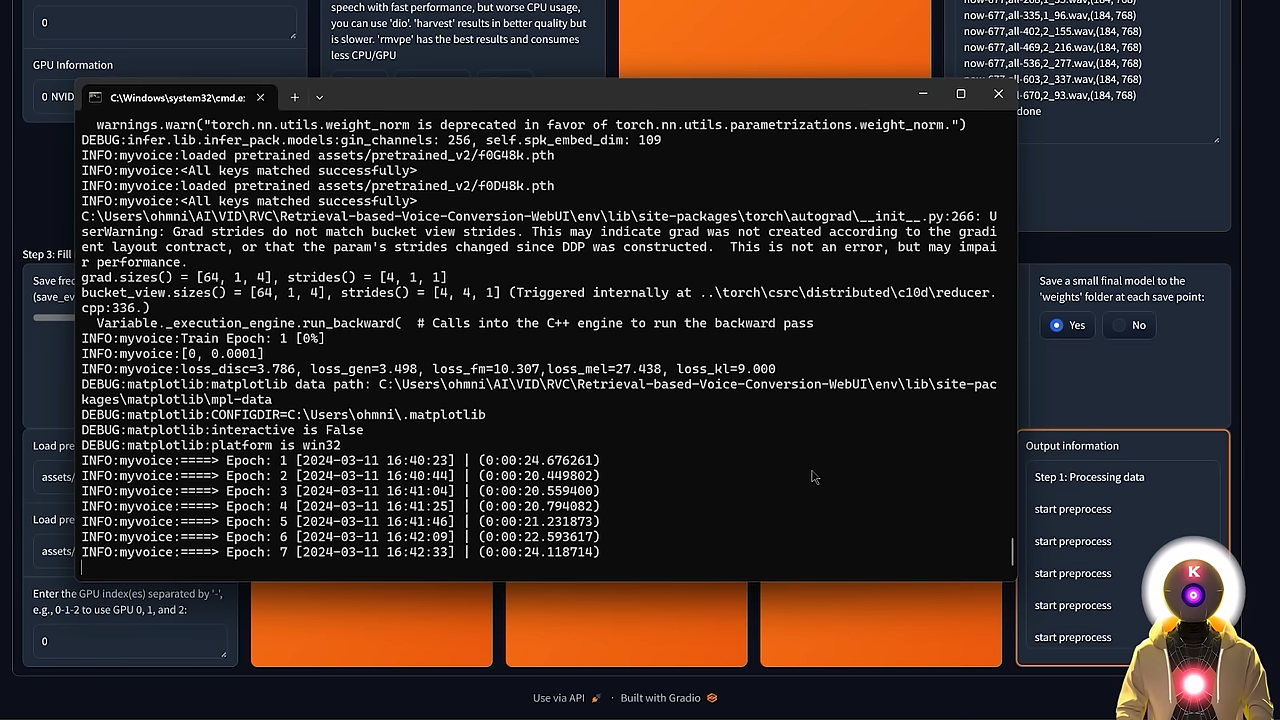 0
GPU Information
0 NVID
speech with fast performance, but worse CPU usage,
you can use 'dio'. 'harvest' results in better quality but
is slower. 'rmvpe' has the best results and consumes
less CPU/GPU
now-677,all-335,1_96.wav,(184, 768)
now-677,all-402,2_155.wav,(184, 768)
now-677,all-469,2_216.wav,(184, 768)
now-677,all-536,2_277.wav,(184, 768)
now-677,all-603,2_337.wav,(184, 768)
l-670,2_93.wav,(184, 768)
done
C:\Windows\system32\cmd.e:
warnings.warn("torch.nn.utils.weight_norm is deprecated in favor of torch.nn.utils.parametrizations.weight_norm.")
DEBUG:infer.lib.infer_pack.models:gin_channels: 256, self.spk_embed_dim: 109
INFO:myvoice:loaded pretrained assets/pretrained_v2/f0G48k.pth
INFO:myvoice:<All keys matched successfully>
INFO:myvoice:loaded pretrained assets/pretrained_v2/f0D48k.pth
INFO:myvoice:<All keys matched successfully>
C:\Users\ohmni\AI\VID\RVC\Retrieval-based-Voice-Conversion-WebUI\env\lib\site-packages\torch\autograd\__init__.py:266: U
serWarning: Grad strides do not match bucket view strides. This may indicate grad was not created according to the gradi
ent layout contract, or that the param's strides changed since DDP was constructed.  This is not an error, but may impai
r performance.
grad.sizes() = [64, 1, 4], strides() = [4, 1, 1]
bucket_view.sizes() = [64, 1, 4], strides() = [4, 4, 1] (Triggered internally at ..\torch\csrc\distributed\c10d\reducer.
cpp:336.)
Variable._execution_engine.run_backward(  # Calls into the C++ engine to run the backward pass
INFO:myvoice:Train Epoch: 1 [0%]
INFO:myvoice:[0, 0.0001]
INFO:myvoice:loss_disc=3.786, loss_gen=3.498, loss_fm=10.307,loss_mel=27.438, loss_kl=9.000
DEBUG:matplotlib:matplotlib data path: C:\Users\ohmni\AI\VID\RVC\Retrieval-based-Voice-Conversion-WebUI\env\lib\site-pac
kages\matplotlib\mpl-data
DEBUG:matplotlib:CONFIGDIR=C:\Users\ohmni\.matplotlib
DEBUG:matplotlib:interactive is False
DEBUG:matplotlib:platform is win32
INFO:myvoice:====> Epoch: 1 [2024-03-11 16:40:23] | (0:00:24.676261)
INFO:myvoice:====> Epoch: 2 [2024-03-11 16:40:44] | (0:00:20.449802)
INFO:myvoice:====> Epoch: 3 [2024-03-11 16:41:04] | (0:00:20.559400)
INFO:myvoice:====> Epoch: 4 [2024-03-11 16:41:25] | (0:00:20.794082)
INFO:myvoice:====> Epoch: 5 [2024-03-11 16:41:46] | (0:00:21.231873)
INFO:myvoice:====> Epoch: 6 [2024-03-11 16:42:09] | (0:00:22.593617)
INFO:myvoice:====> Epoch: 7 [2024-03-11 16:42:33] | (0:00:24.118714)
Step 3: Fill
Save freq
(save_ev
Save a small final model to the
'weights' folder at each save point:
Yes
No
Load pre
assets/
Load pre
assets/
Enter the GPU index(es) separated by '-',
e.g., 0-1-2 to use GPU 0, 1, and 2:
0
Output information
Step 1: Processing data
start preprocess
start preprocess
start preprocess
start preprocess
start preprocess
K
Use via API · Built with Gradio